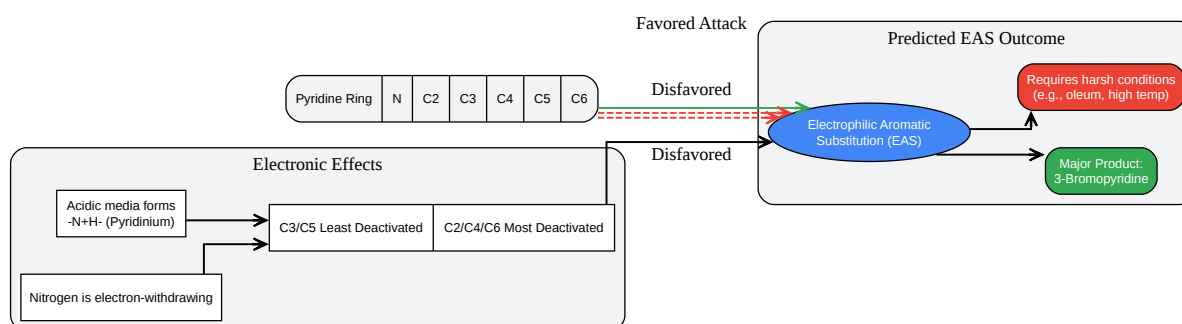 Favored Attack
Predicted EAS Outcome
Pyridine Ring N C2 C3 C4 C5 C6
Disfavored
Requires harsh conditions
(e.g., oleum, high temp)
Electrophilic Aromatic
Substitution (EAS)
Disfavored
Major Product:
3-Bromopyridine
Electronic Effects
Acidic media forms
-N+H- (Pyridinium)
C3/C5 Least Deactivated C2/C4/C6 Most Deactivated
Nitrogen is electron-withdrawing